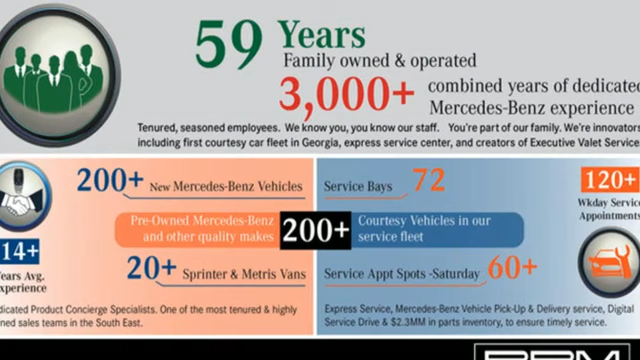 59 Years
Family owned & operated
3,000+ combined years of dedicated
Mercedes-Benz experience
Tenured, seasoned employees. We know you, you know our staff. You're part of our family. We're innovators
including first courtesy car fleet in Georgia, express service center, and creators of Executive Valet Service
200+ New Mercedes-Benz Vehicles
Service Bays 72
120+
Wkday Service
Appointments
Pre-Owned Mercedes-Benz
and other quality makes
200+
Courtesy Vehicles in our
service fleet
14+
Years Avg.
xperience
20+ Sprinter & Metris Vans
Service Appt Spots -Saturday 60+
dicated Product Concierge Specialists. One of the most tenured & highly
ned sales teams in the South East.
Express Service, Mercedes-Benz Vehicle Pick-Up & Delivery service, Digital
Service Drive & $2.3MM in parts inventory, to ensure timely service.